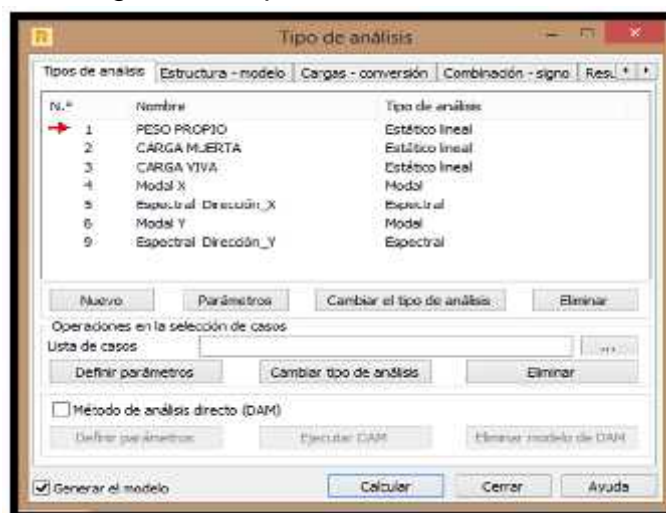 Tipo de análisis
Tipos de análisis Estructura - modelo Cargas - conversión Combinación - signo Resu
N.º Nombre Tipo de análisis
1 PESO PROPIO Estático lineal
2 CARGA MUERTA Estático lineal
3 CARGA VIVA Estático lineal
4 Modal X Modal
5 Espectral Dirección_X Espectral
6 Modal Y Modal
9 Espectral Dirección_Y Espectral
Nuevo Parámetros Cambiar el tipo de análisis Eliminar
Operaciones en la selección de casos
Lista de casos ...
Definir parámetros Cambiar tipo de análisis Eliminar
Método de análisis directo (DAM)
Definir parámetros Ejecutar DAM Eliminar modelo de DAM
Generar el modelo Calcular Cerrar Ayuda